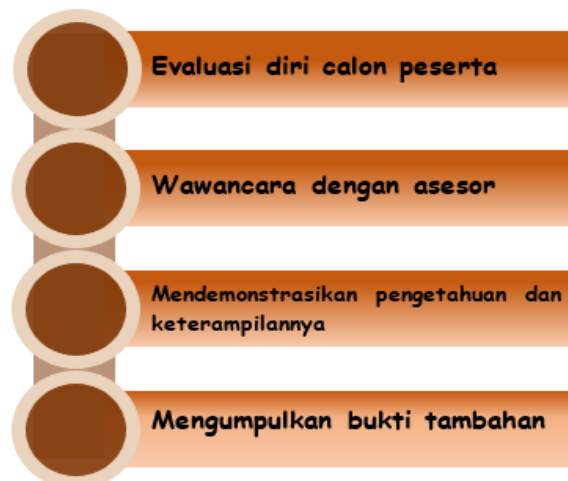 Evaluasi diri calon peserta
Wawancara dengan asesor
Mendemonstrasikan pengetahuan dan
keterampilannya
Mengumpulkan bukti tambahan